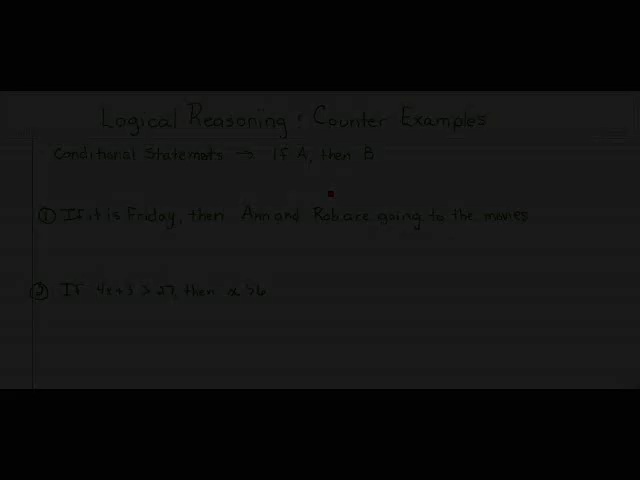 Logical Reasoning : Counter Examples
Conditional Statemets → If A, then B
① If it is Friday, then Ann and Rob are going to the movies
② If 4x+3 > 27, then x > 6